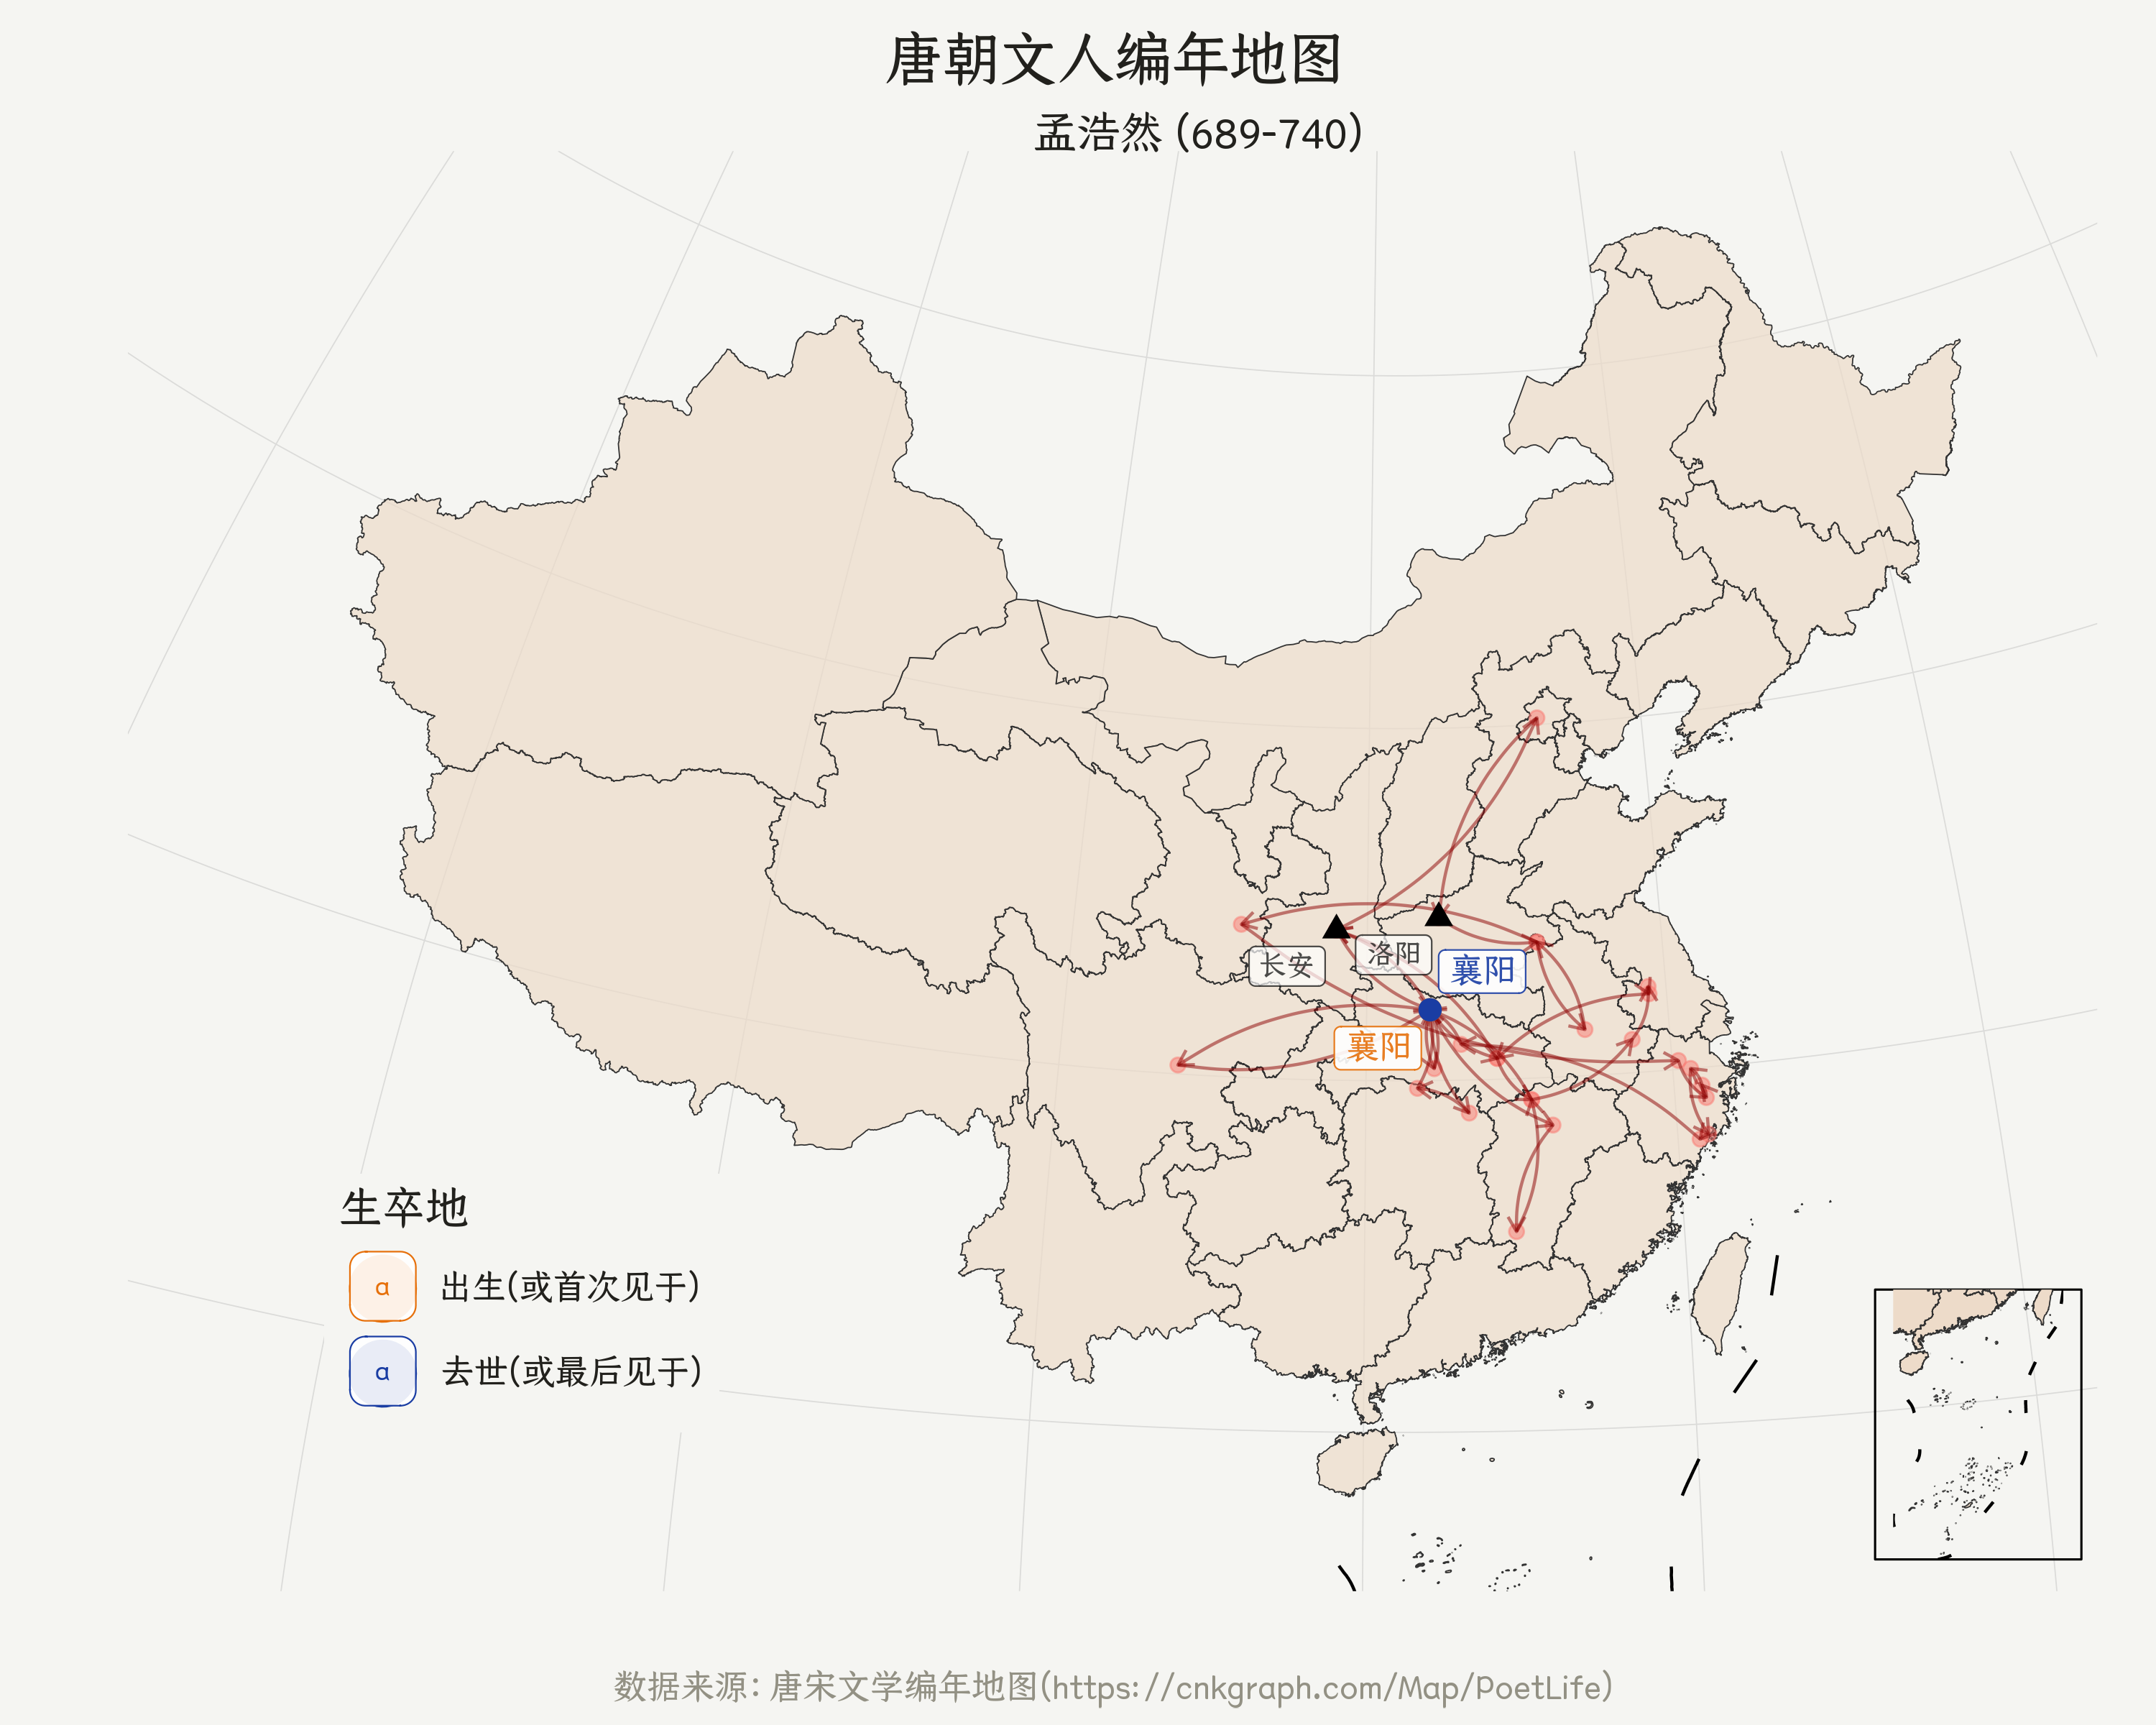 唐朝文人编年地图
孟浩然 (689-740)
长安
洛阳
襄阳
襄阳
生卒地
a 出生(或首次见于)
a 去世(或最后见于)
数据来源: 唐宋文学编年地图(https://cnkgraph.com/Map/PoetLife)